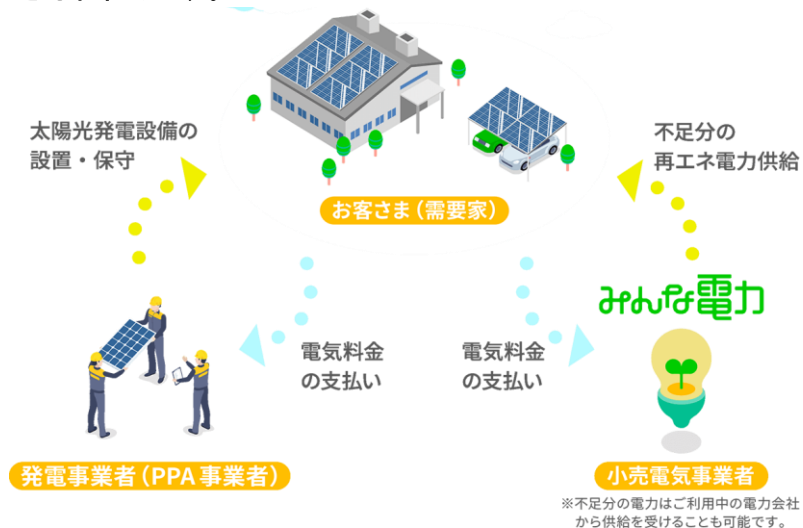 太陽光発電設備の
設置・保守
不足分の
再エネ電力供給
お客さま（需要家）
みんな電力
電気料金
の支払い
電気料金
の支払い
発電事業者（PPA事業者）
小売電気事業者
※不足分の電力はご利用中の電力会社
から供給を受けることも可能です。